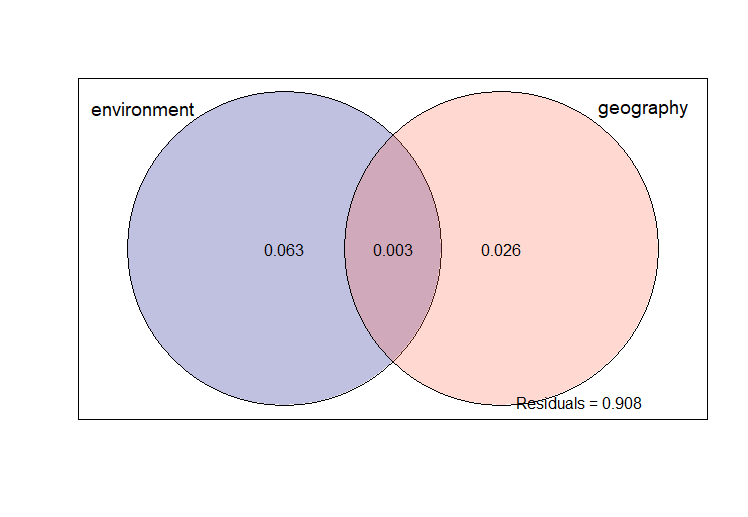 environment
geography
0.063
0.003
0.026
Residuals = 0.908